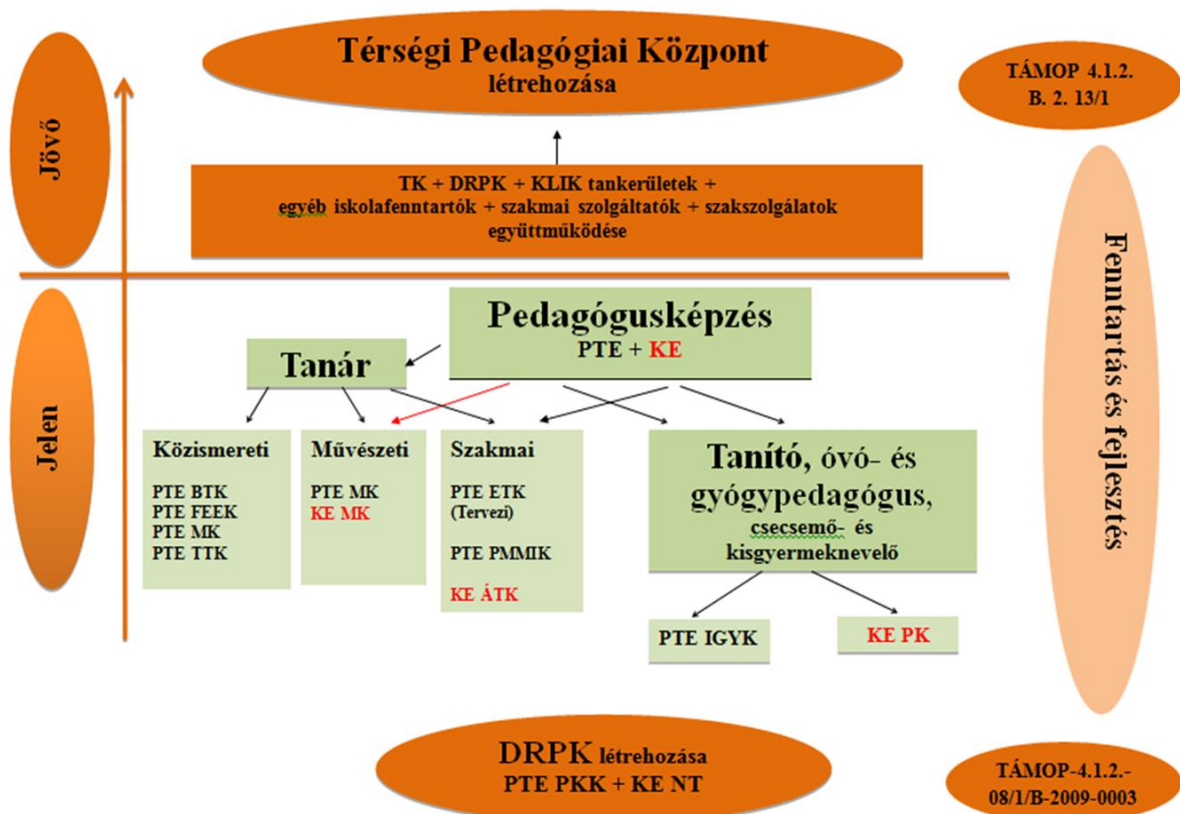 Térségi Pedagógiai Központ
létrehozása
TÁMOP 4.1.2.
B. 2. 13/1
Jövő
TK + DRPK + KLIK tankerületek +
egyéb iskolafenntartók + szakmai szolgáltatók + szakszolgálatok
együttműködése
Fenntartás és fejlesztés
Jelen
Pedagógusképzés
PTE + KE
Tanár
Közismereti
PTE BTK
PTE FEEK
PTE MK
PTE TTK
Művészeti
PTE MK
KE MK
Szakmai
PTE ETK
(Tervezi)
PTE PMMIK
KE ÁTK
Tanító, óvó- és
gyógypedagógus,
csecsemő- és
kisgyermeknevelő
PTE IGYK
KE PK
DRPK létrehozása
PTE PKK + KE NT
TÁMOP-4.1.2.-
08/1/B-2009-0003